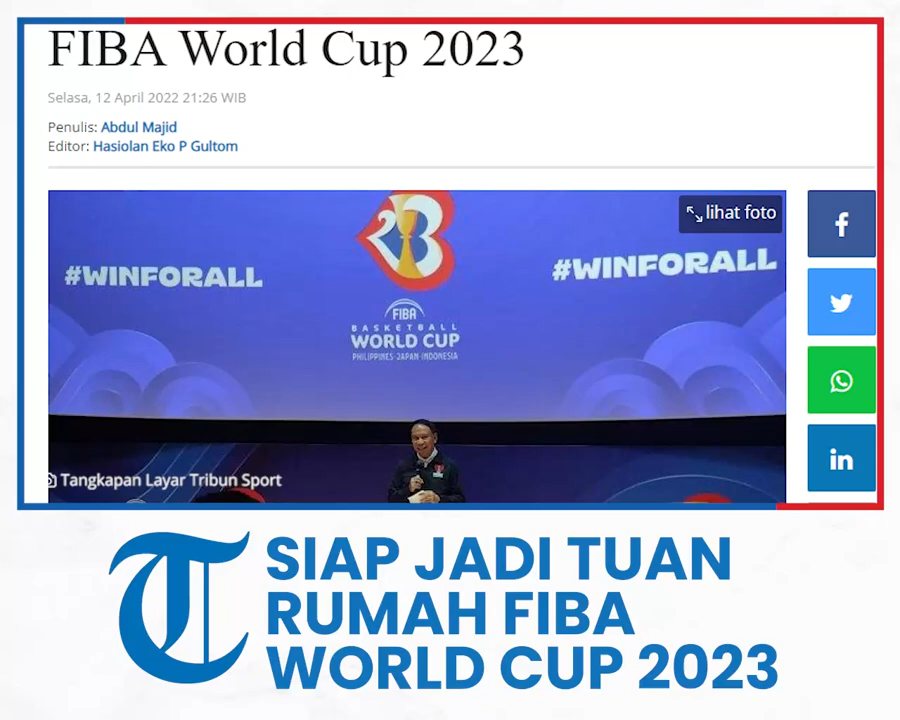 FIBA World Cup 2023
Selasa, 12 April 2022 21:26 WIB
Penulis: Abdul Majid
Editor: Hasiolan Eko P Gultom
lihat foto
#WINFORALL
#WINFORALL
FIBA
BASKETBALL
WORLD CUP
PHILIPPINES·JAPAN·INDONESIA
Tangkapan Layar Tribun Sport
T SIAP JADI TUAN
RUMAH FIBA
WORLD CUP 2023